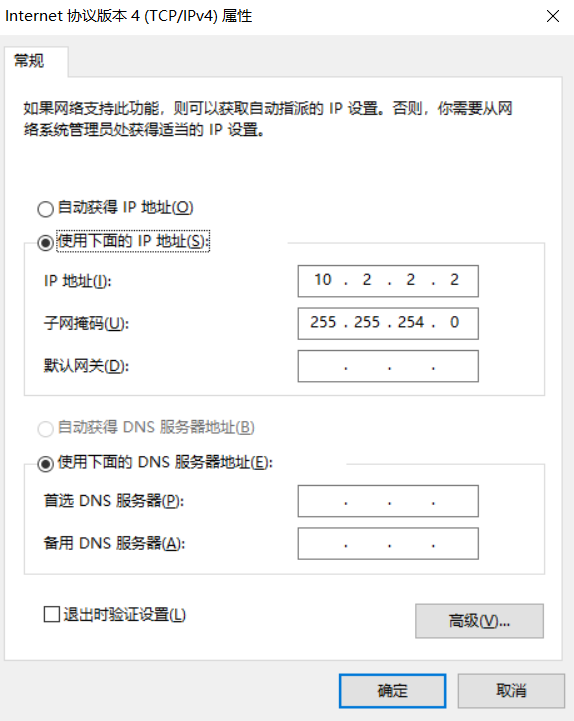 Internet 协议版本 4 (TCP/IPv4) 属性
常规
如果网络支持此功能，则可以获取自动指派的 IP 设置。否则，你需要从网
络系统管理员处获得适当的 IP 设置。
自动获得 IP 地址(O)
使用下面的 IP 地址(S):
IP 地址(I): 10 . 2 . 2 . 2
子网掩码(U): 255 . 255 . 254 . 0
默认网关(D): . . .
自动获得 DNS 服务器地址(B)
使用下面的 DNS 服务器地址(E):
首选 DNS 服务器(P): . . .
备用 DNS 服务器(A): . . .
退出时验证设置(L)
高级(V)...
确定 取消